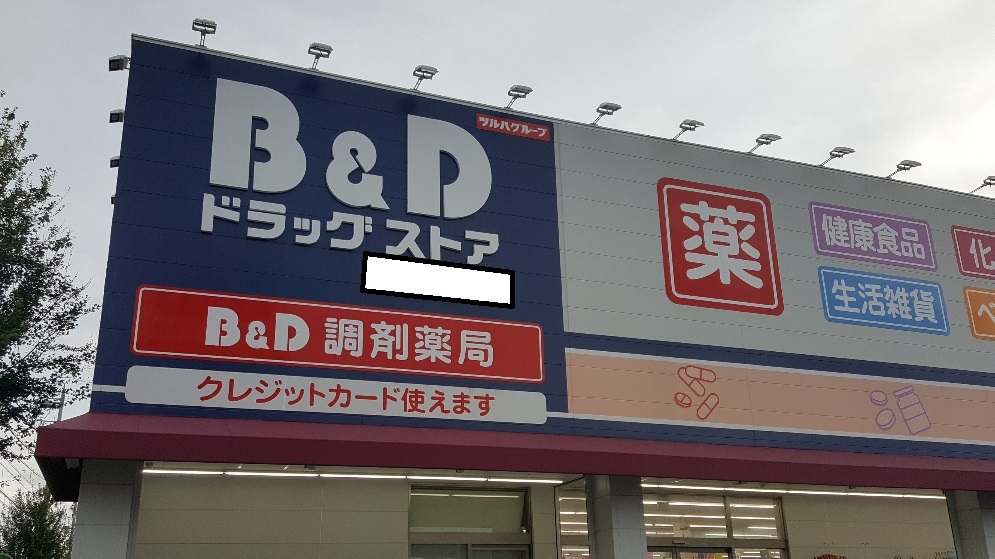 B&D
ツルハグループ
ドラッグストア
B&D 調剤薬局
クレジットカード使えます
薬
健康食品
生活雑貨
化
ベ